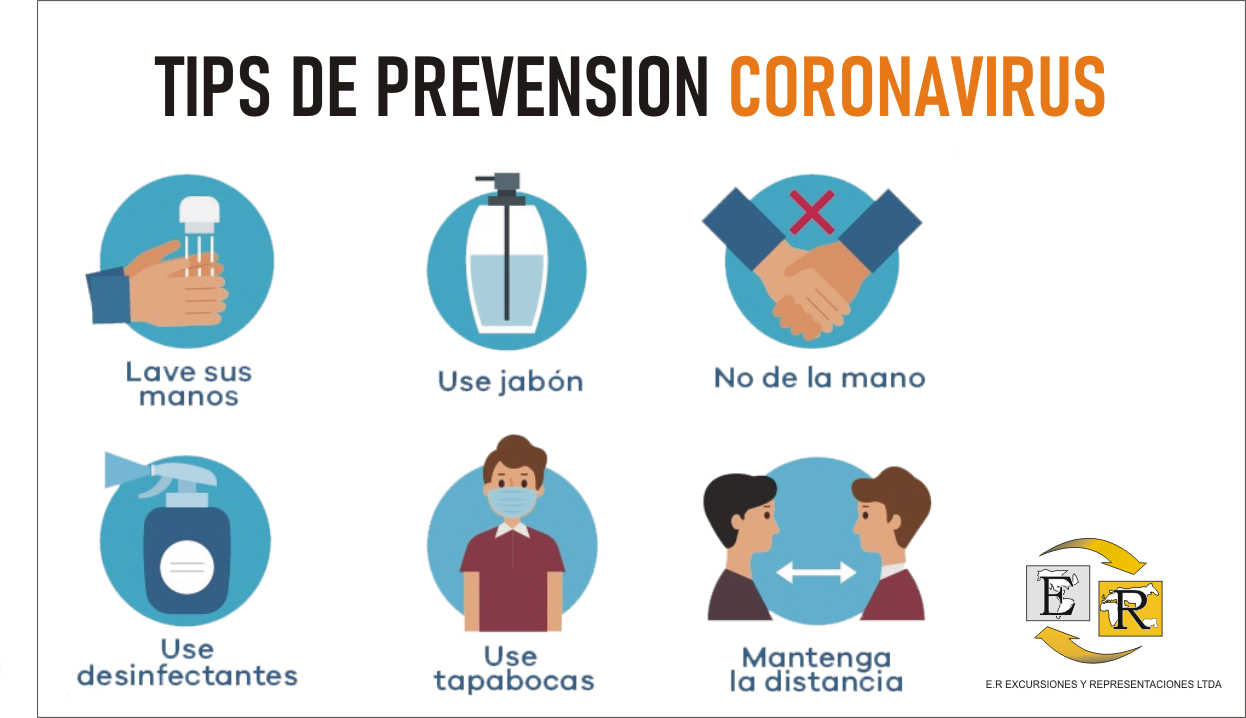 TIPS DE PREVENSION CORONAVIRUS
Lave sus
manos
Use jabón
No de la mano
Use
desinfectantes
Use
tapabocas
Mantenga
la distancia
E R
E.R EXCURSIONES Y REPRESENTACIONES LTDA